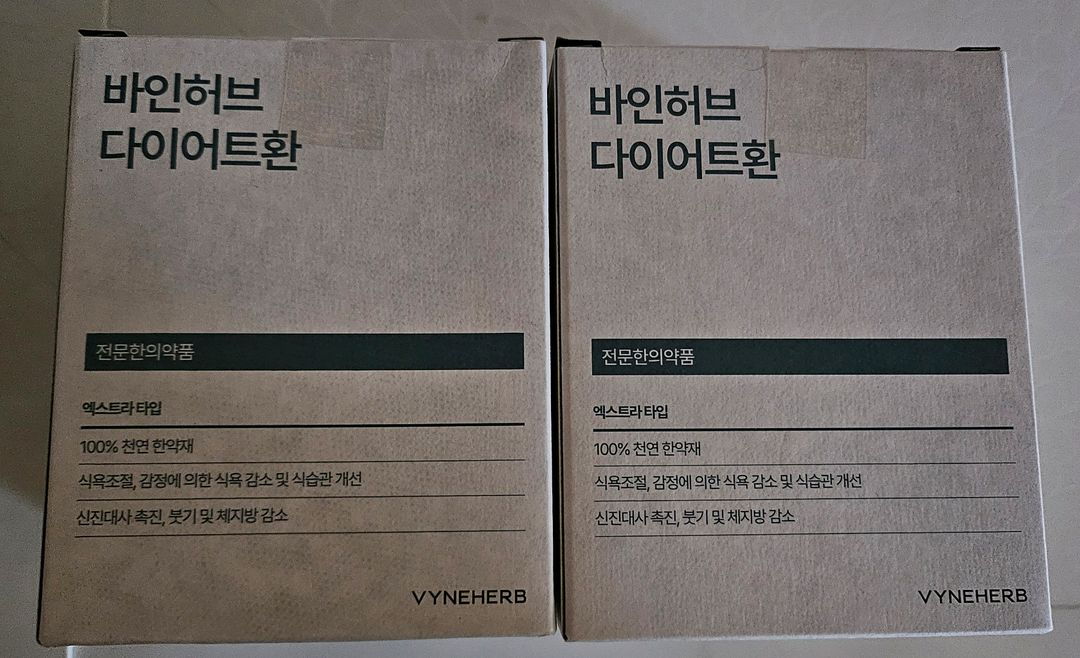 바인허브
다이어트환
전문한의약품
엑스트라 타입
100% 천연 한약재
식욕조절, 감정에 의한 식욕 감소 및 식습관 개선
신진대사 촉진, 붓기 및 체지방 감소
VYNEHERB
바인허브
다이어트환
전문한의약품
엑스트라 타입
100% 천연 한약재
식욕조절, 감정에 의한 식욕 감소 및 식습관 개선
신진대사 촉진, 붓기 및 체지방 감소
VYNEHERB